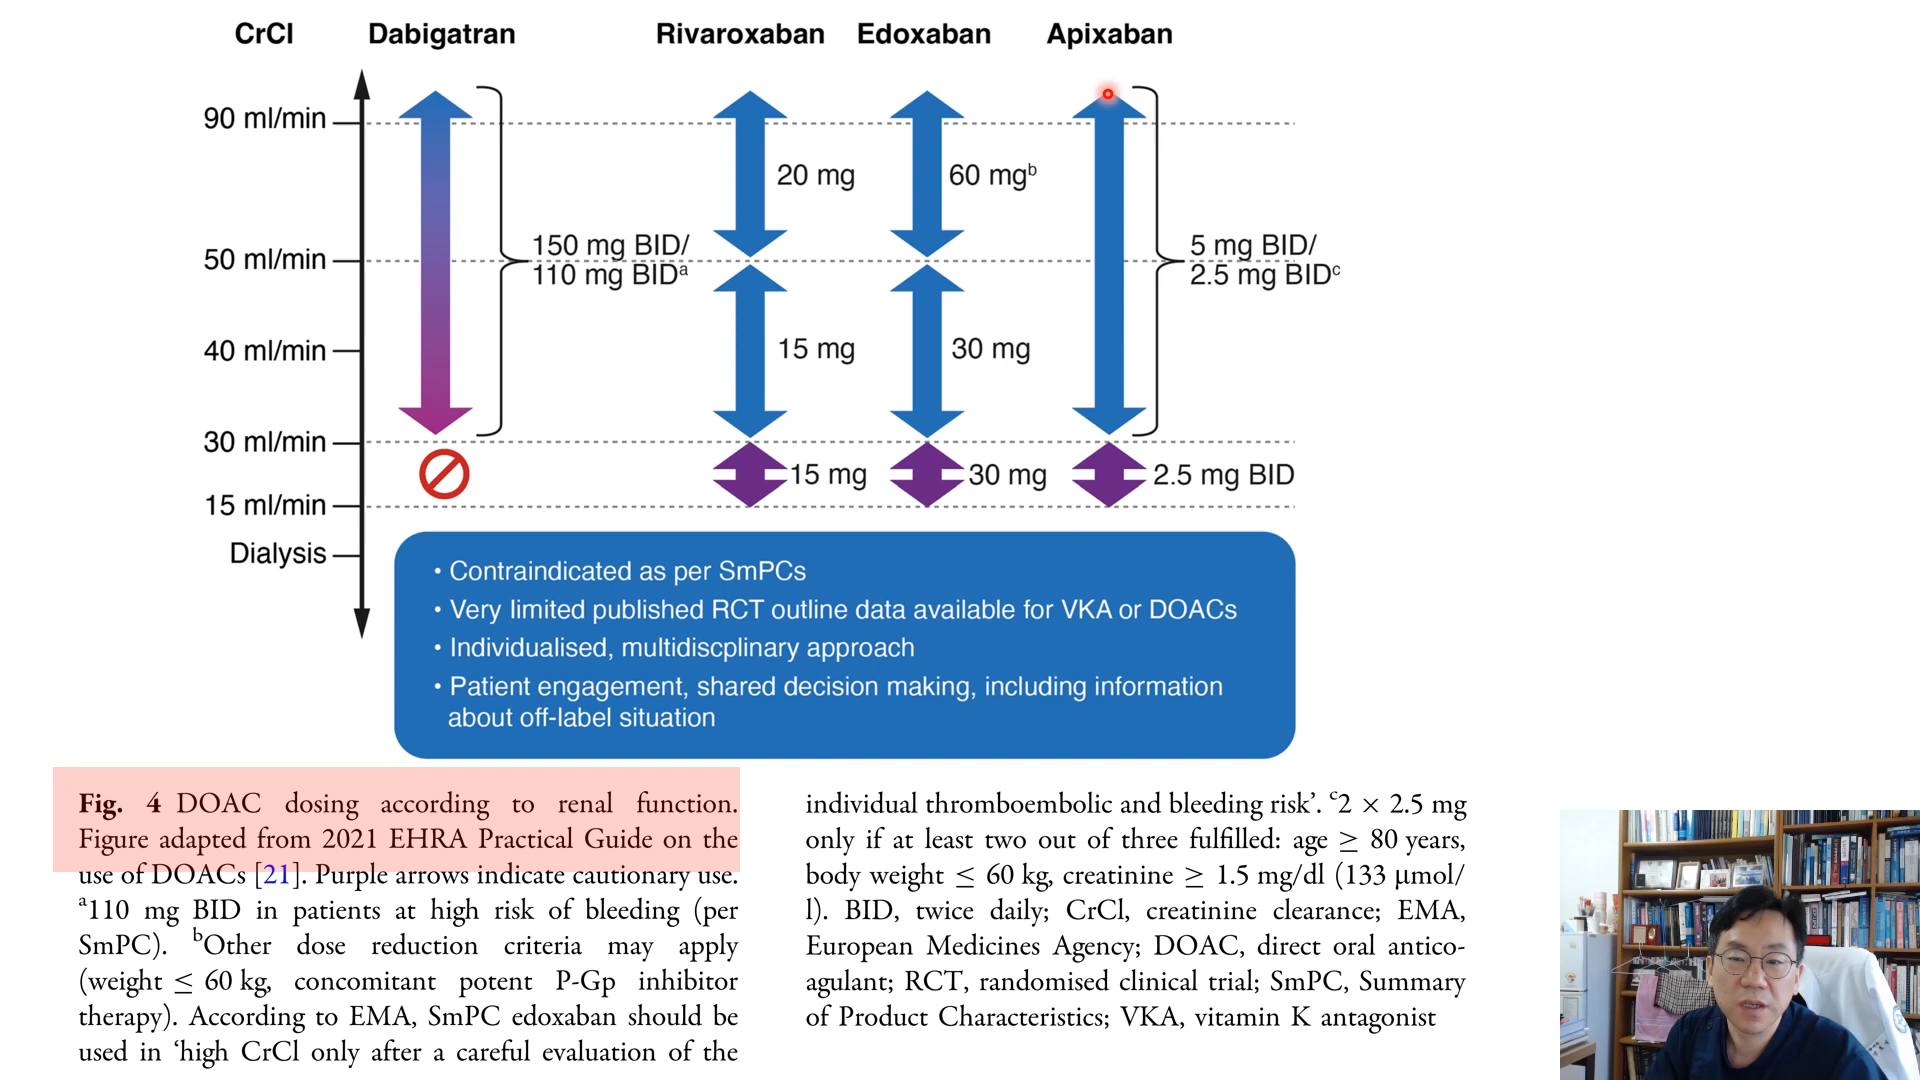 CrCl Dabigatran Rivaroxaban Edoxaban Apixaban
90 ml/min
20 mg 60 mgᵇ
150 mg BID/ 5 mg BID/
50 ml/min
110 mg BIDᵃ 2.5 mg BIDᶜ
40 ml/min 15 mg 30 mg
30 ml/min
15 mg 30 mg 2.5 mg BID
15 ml/min
Dialysis
• Contraindicated as per SmPCs
• Very limited published RCT outline data available for VKA or DOACs
• Individualised, multidiscplinary approach
• Patient engagement, shared decision making, including information
about off-label situation
Fig. 4 DOAC dosing according to renal function.
Figure adapted from 2021 EHRA Practical Guide on the
use of DOACs [21]. Purple arrows indicate cautionary use.
ᵃ110 mg BID in patients at high risk of bleeding (per
SmPC). ᵇOther dose reduction criteria may apply
(weight ≤ 60 kg, concomitant potent P-Gp inhibitor
therapy). According to EMA, SmPC edoxaban should be
used in ‘high CrCl only after a careful evaluation of the
individual thromboembolic and bleeding risk’. ᶜ2 × 2.5 mg
only if at least two out of three fulfilled: age ≥ 80 years,
body weight ≤ 60 kg, creatinine ≥ 1.5 mg/dl (133 μmol/
l). BID, twice daily; CrCl, creatinine clearance; EMA,
European Medicines Agency; DOAC, direct oral antico-
agulant; RCT, randomised clinical trial; SmPC, Summary
of Product Characteristics; VKA, vitamin K antagonist